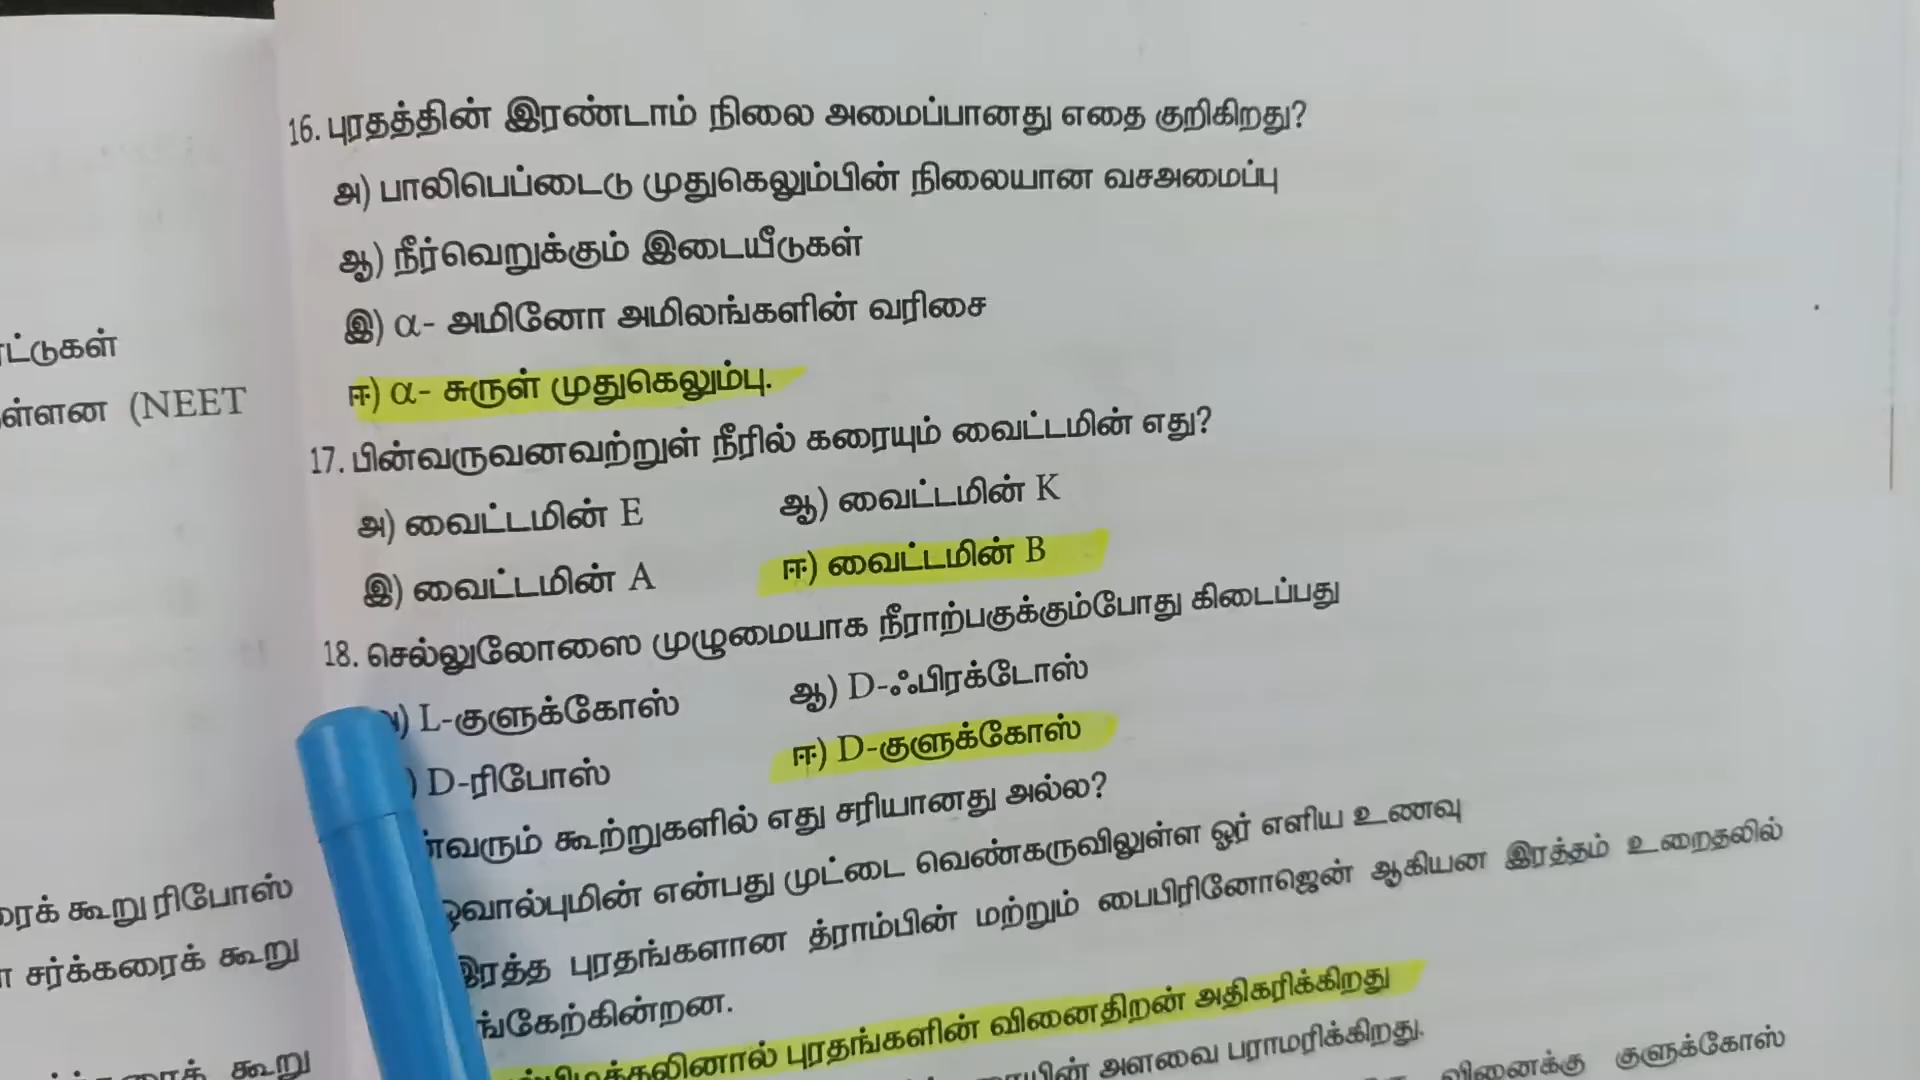 ட்டுகள்
ள்ளன (NEET
கூறு ரிபோஸ்
சர்க்கரைக் கூறு
கூறு
16. புரதத்தின் இரண்டாம் நிலை அமைப்பானது எதை குறிகிறது?
அ) பாலிபெப்டைடு முதுகெலும்பின் நிலையான வசஅமைப்பு
ஆ) நீர்வெறுக்கும் இடையீடுகள்
இ) α- அமினோ அமிலங்களின் வரிசை
ஈ) α- சுருள் முதுகெலும்பு.
17. பின்வருவனவற்றுள் நீரில் கரையும் வைட்டமின் எது?
அ) வைட்டமின் E ஆ) வைட்டமின் K
இ) வைட்டமின் A ஈ) வைட்டமின் B
18. செல்லுலோஸை முழுமையாக நீராற்பகுக்கும்போது கிடைப்பது
) L-குளுக்கோஸ் ஆ) D-ஃபிரக்டோஸ்
) D-ரிபோஸ் ஈ) D-குளுக்கோஸ்
வரும் கூற்றுகளில் எது சரியானது அல்ல?
ஓவால்புமின் என்பது முட்டை வெண்கருவிலுள்ள ஓர் எளிய உணவு
இரத்த புரதங்களான த்ராம்பின் மற்றும் பைபிரினோஜென் ஆகியன இரத்தம் உறைதலில்
ங்கேற்கின்றன.
புரதங்களின் வினைதிறன் அதிகரிக்கிறது
அளவை பராமரிக்கிறது.
வினைக்கு குளுக்கோஸ்